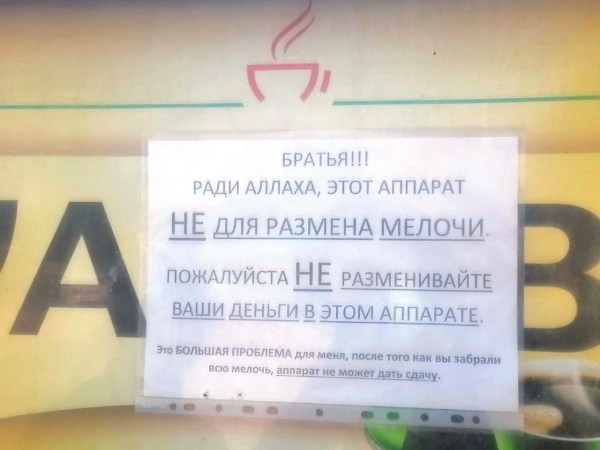 БРАТЬЯ!!!
РАДИ АЛЛАХА, ЭТОТ АППАРАТ
НЕ ДЛЯ РАЗМЕНА МЕЛОЧИ.
ПОЖАЛУЙСТА НЕ РАЗМЕНИВАЙТЕ
ВАШИ ДЕНЬГИ В ЭТОМ АППАРАТЕ.
Это БОЛЬШАЯ ПРОБЛЕМА для меня, после того как вы забрали
всю мелочь, аппарат не может дать сдачу.